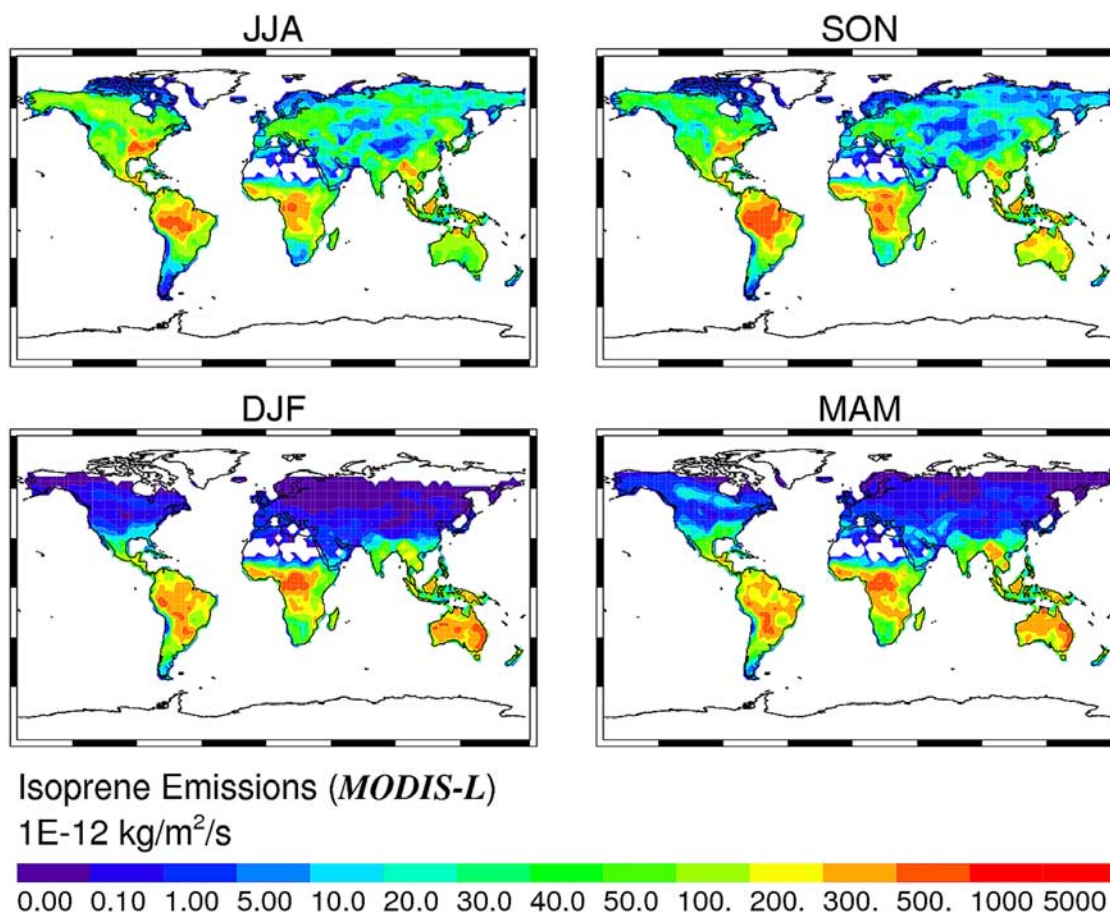 JJA
SON
DJF
MAM
Isoprene Emissions (MODIS-L)
1E-12 kg/m²/s
0.00 0.10 1.00 5.00 10.0 20.0 30.0 40.0 50.0 100. 200. 300. 500. 1000 5000